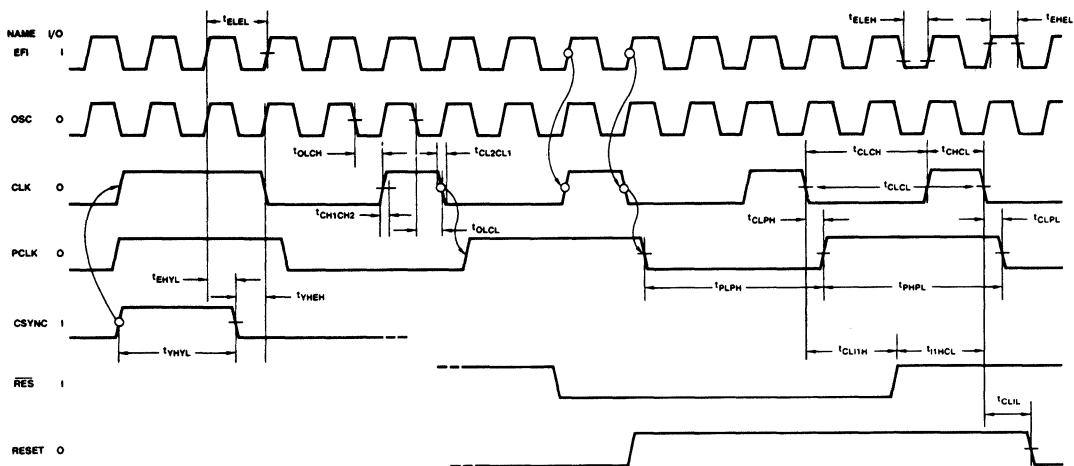 tELEL
tELEH
tEHEL
NAME I/O
EFI I
OSC O
tOLCH
tCL2CL1
tCLCH
tCHCL
CLK O
tCLCL
tCH1CH2
tOLCL
tCLPH
tCLPL
PCLK O
tEHYL
tPLPH
tPHPL
tYHEH
CSYNC I
tYHYL
tCLI1H
tI1HCL
RES I
tCLIL
RESET O